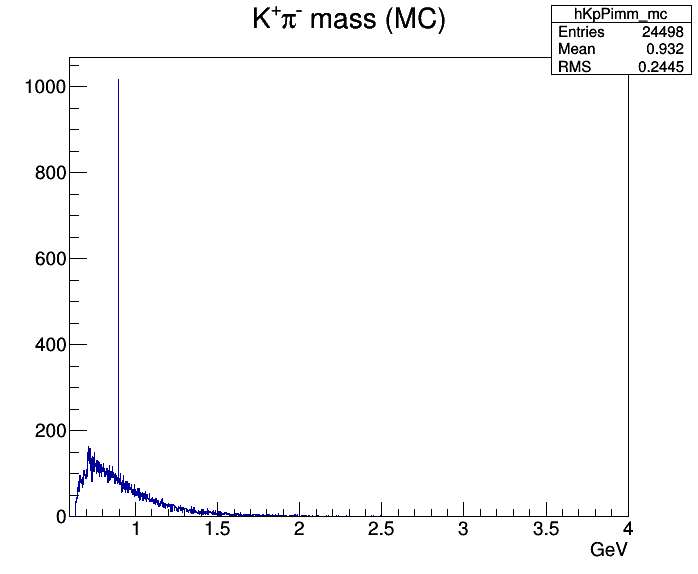 K⁺π⁻ mass (MC)
hKpPimm_mc
Entries 24498
Mean 0.932
RMS 0.2445
1000
800
600
400
200
0
1 1.5 2 2.5 3 3.5 4
GeV